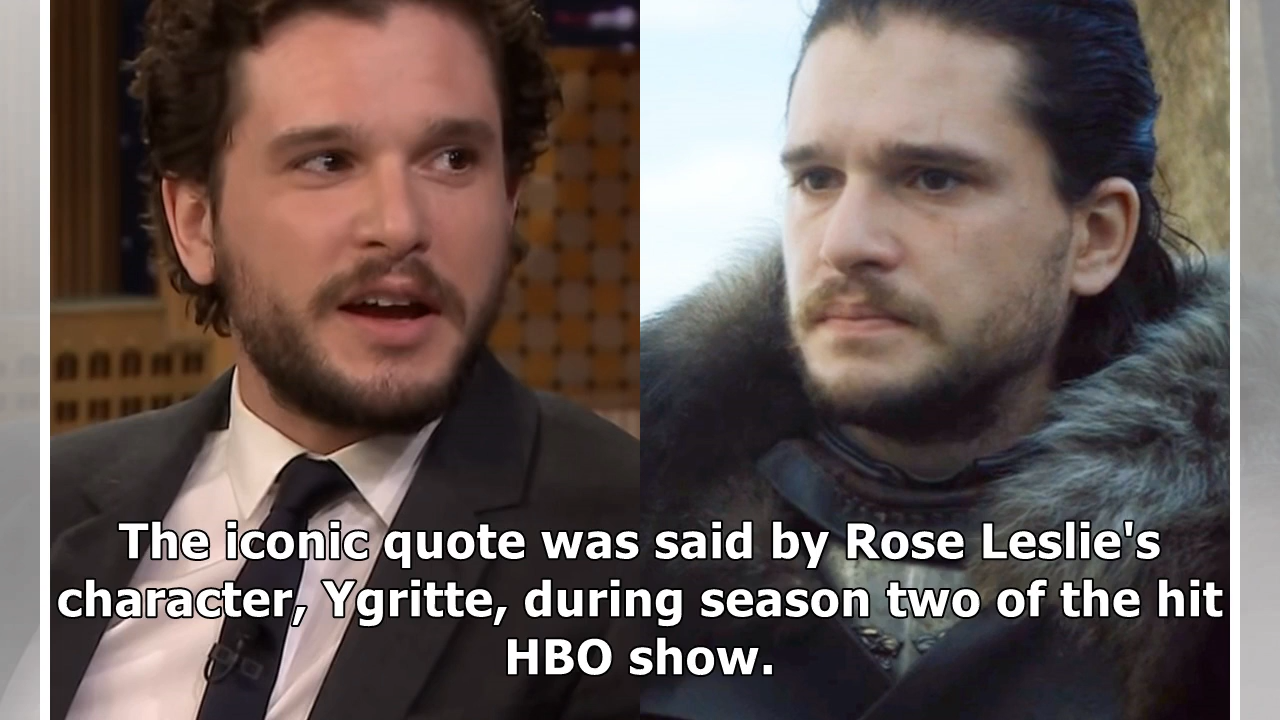 The iconic quote was said by Rose Leslie's
character, Ygritte, during season two of the hit
HBO show.